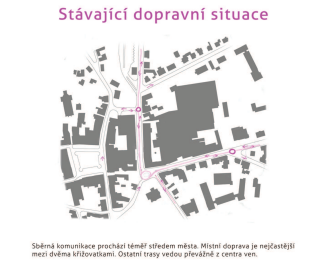 Stávající dopravní situace
Sběrná komunikace prochází téměř středem města. Místní doprava je nejčastější
mezi dvěma křižovatkami. Ostatní trasy vedou převážně z centra ven.